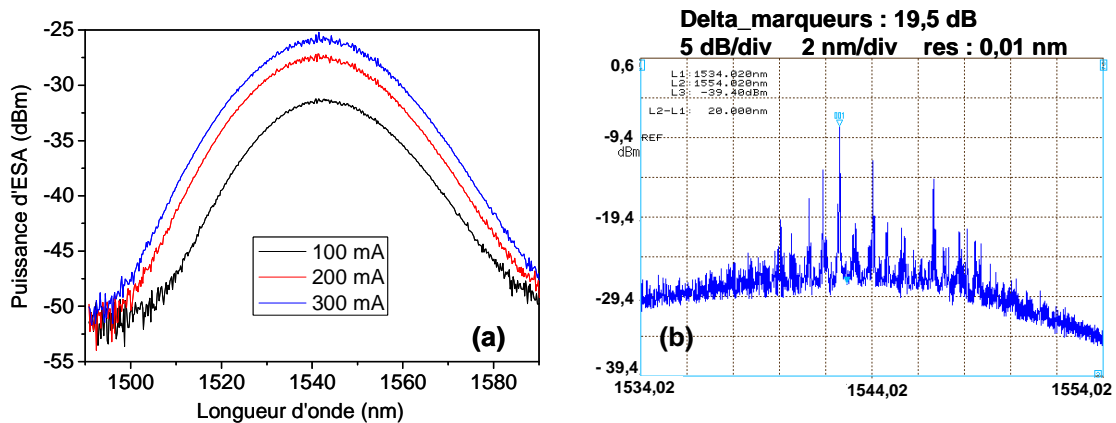 -25
-30
-35
-40
-45
-50
-55
Puissance d'ESA (dBm)
100 mA
200 mA
300 mA
(a)
1500
1520
1540
1560
1580
Longueur d'onde (nm)
Delta_marqueurs : 19,5 dB
5 dB/div 2 nm/div res : 0,01 nm
0,6
L1: 1534.020nm
L2: 1554.020nm
L3 -39.40dBm
L2-L1: 20.000nm
-9,4
REF
dBm
-19,4
-29,4
-39,4
(b)
1534,02
1544,02
1554,02